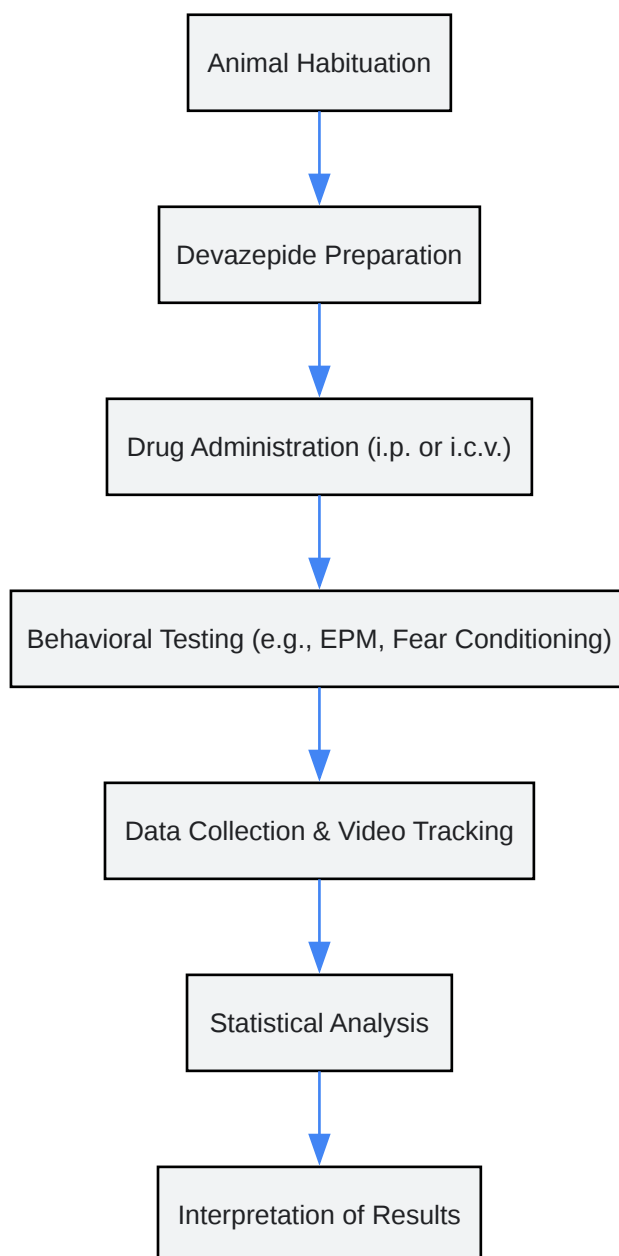 Animal Habituation
Devazepide Preparation
Drug Administration (i.p. or i.c.v.)
Behavioral Testing (e.g., EPM, Fear Conditioning)
Data Collection & Video Tracking
Statistical Analysis
Interpretation of Results